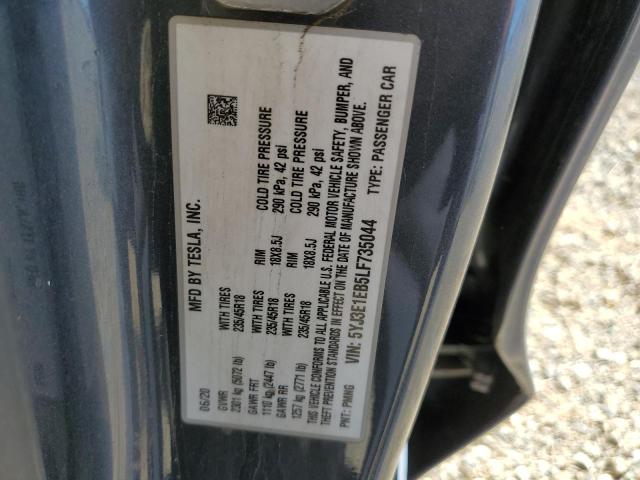 MFD BY TESLA, INC.
06/20
GVWR
2301 kg (5072 lb)
WITH TIRES
235/45R18
RIM
18X8.5J
COLD TIRE PRESSURE
290 kPa, 42 psi
GAWR FRT
1110 kg (2447 lb)
GAWR RR
1257 kg (2771 lb)
WITH TIRES
235/45R18
RIM
18X8.5J
COLD TIRE PRESSURE
290 kPa, 42 psi
THIS VEHICLE CONFORMS TO ALL APPLICABLE U.S. FEDERAL MOTOR VEHICLE SAFETY, BUMPER, AND
THEFT PREVENTION STANDARDS IN EFFECT ON THE DATE OF MANUFACTURE SHOWN ABOVE.
VIN: 5YJ3E1EB5LF735044
TYPE: PASSENGER CAR
PNT: PMNG